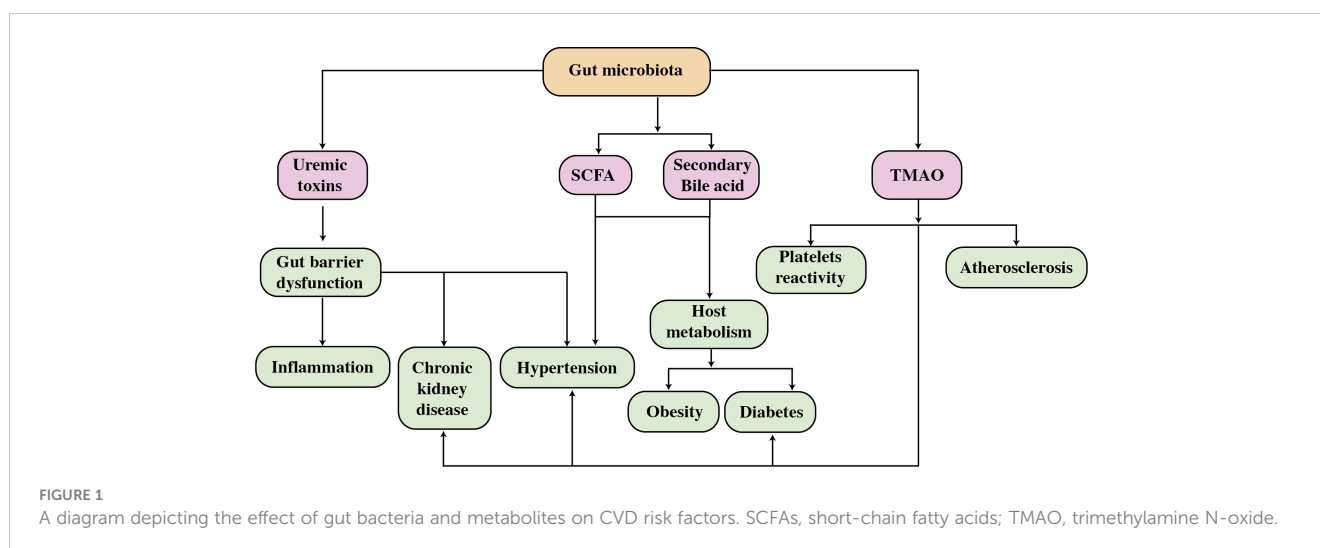 Gut microbiota
Uremic
toxins
SCFA
Secondary
Bile acid
TMAO
Gut barrier
dysfunction
Platelets
reactivity
Atherosclerosis
Host
metabolism
Inflammation
Chronic
kidney
disease
Hypertension
Obesity
Diabetes
FIGURE 1
A diagram depicting the effect of gut bacteria and metabolites on CVD risk factors. SCFAs, short-chain fatty acids; TMAO, trimethylamine N-oxide.